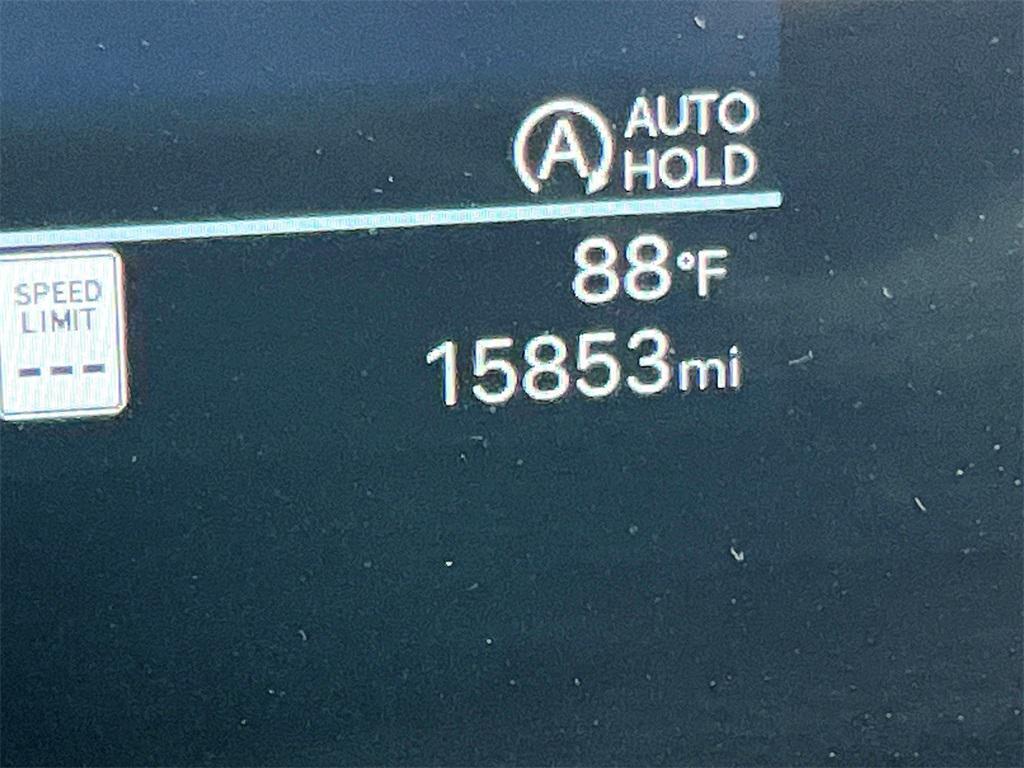 A AUTO
HOLD
88°F
SPEED
LIMIT
---
15853mi